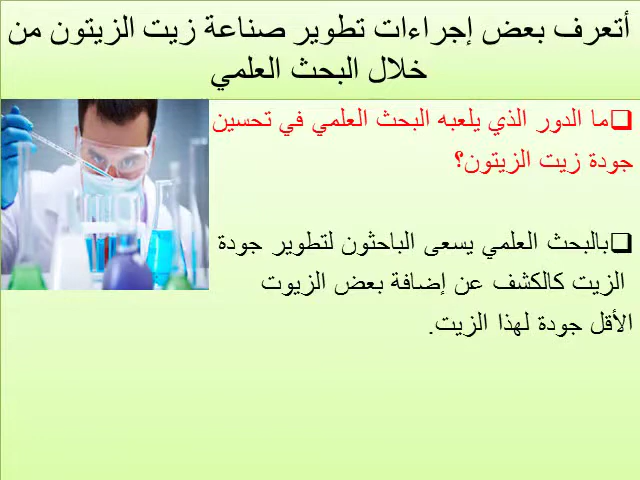 أتعرف بعض إجراءات تطوير صناعة زيت الزيتون من
خلال البحث العلمي
ما الدور الذي يلعبه البحث العلمي في تحسين
جودة زيت الزيتون؟
بالبحث العلمي يسعى الباحثون لتطوير جودة
الزيت كالكشف عن إضافة بعض الزيوت
الأقل جودة لهذا الزيت.